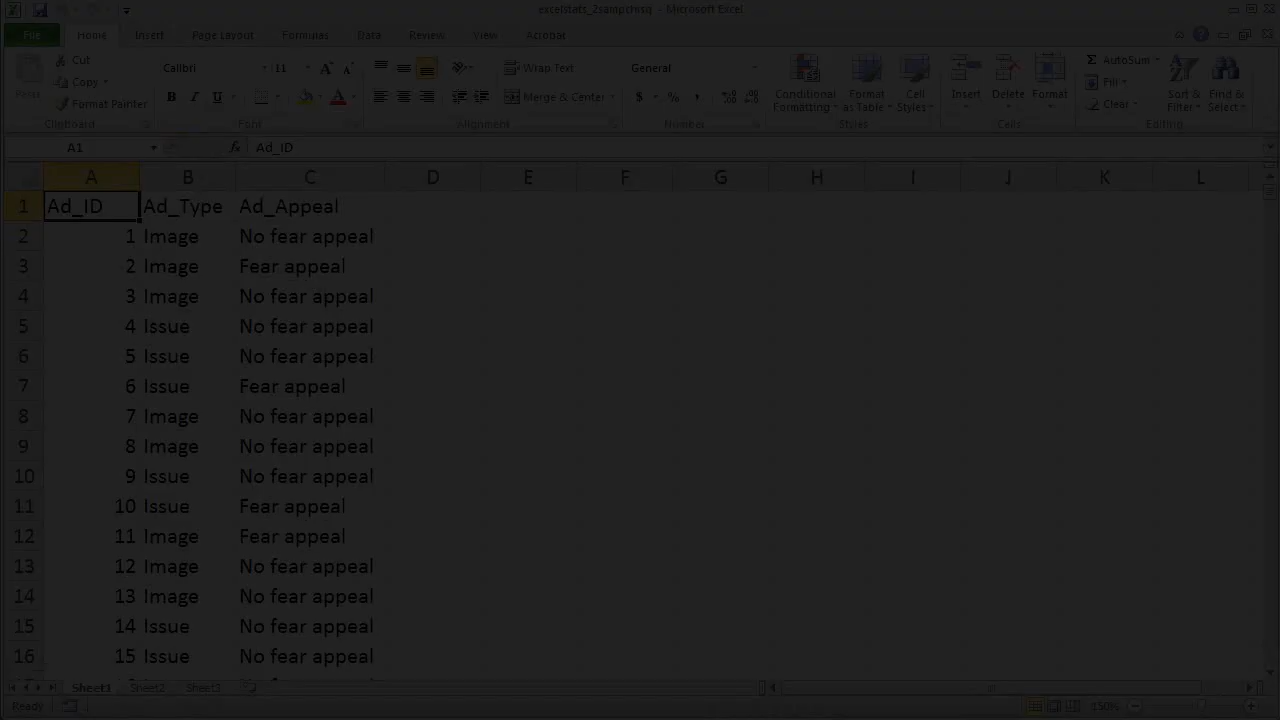 excelstats_2sampchisq - Microsoft Excel
File Home Insert Page Layout Formulas Data Review View Acrobat
Cut
Copy
Format Painter
Paste
Clipboard
Calibri 11 A A
B I U A
Font
Wrap Text
Merge & Center
Alignment
General
$ % ,
Number
Conditional Formatting
Format as Table
Cell Styles
Styles
Insert Delete Format
Cells
Σ AutoSum
Fill
Clear
Sort & Filter
Find & Select
Editing
A1 fx Ad_ID
A B C D E F G H I J K L
1 Ad_ID Ad_Type Ad_Appeal
2 1 Image No fear appeal
3 2 Image Fear appeal
4 3 Image No fear appeal
5 4 Issue No fear appeal
6 5 Issue No fear appeal
7 6 Issue Fear appeal
8 7 Image No fear appeal
9 8 Image No fear appeal
10 9 Issue No fear appeal
11 10 Issue Fear appeal
12 11 Image Fear appeal
13 12 Image No fear appeal
14 13 Image No fear appeal
15 14 Issue No fear appeal
16 15 Issue No fear appeal
Sheet1 Sheet2 Sheet3
Ready 150%